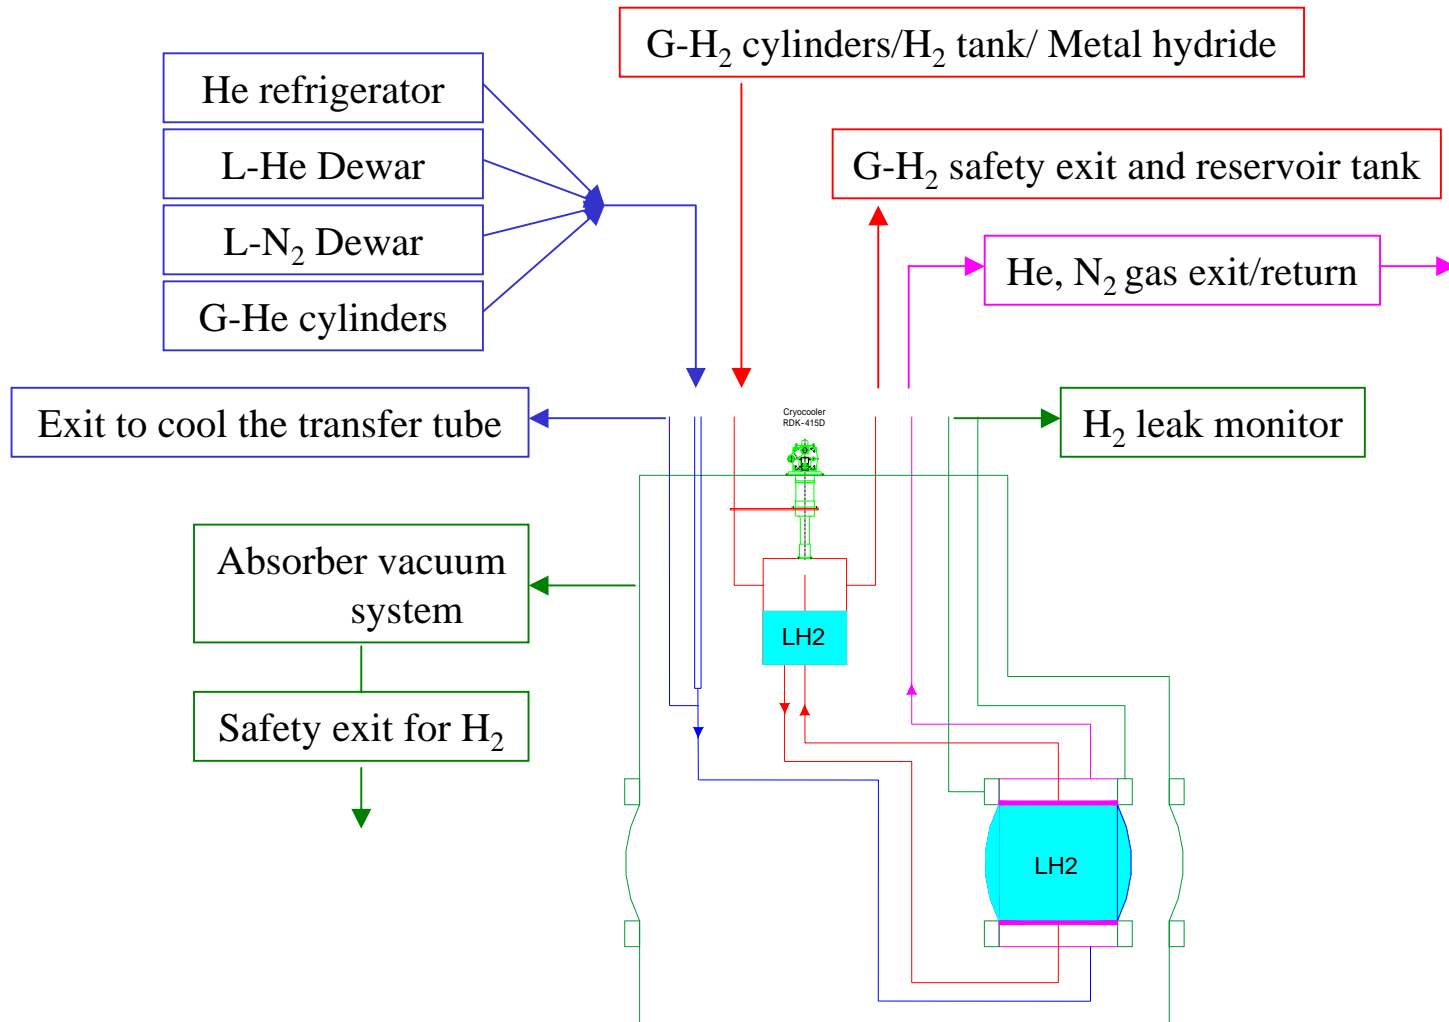 G-H₂ cylinders/H₂ tank/ Metal hydride
He refrigerator
L-He Dewar
L-N₂ Dewar
G-He cylinders
G-H₂ safety exit and reservoir tank
He, N₂ gas exit/return
Exit to cool the transfer tube
Cryocooler
RDK-415D
H₂ leak monitor
Absorber vacuum
system
LH2
Safety exit for H₂
LH2